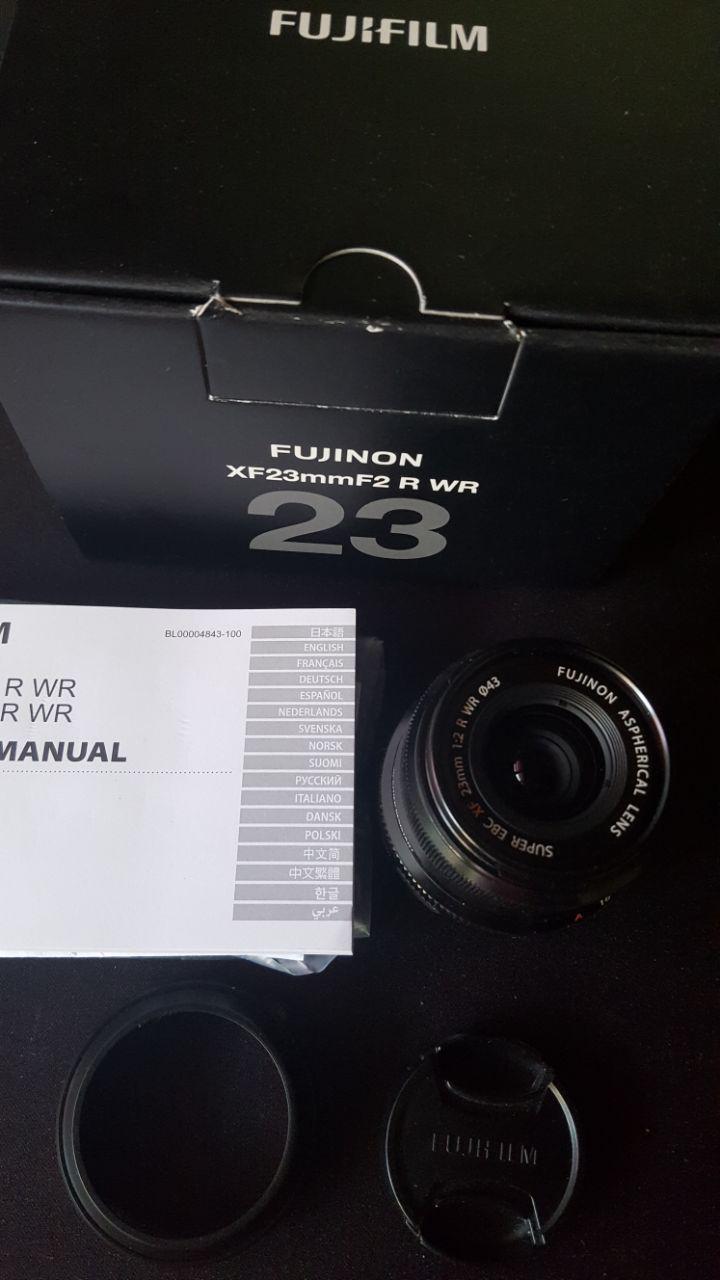 FUJIFILM
FUJINON
XF23mmF2 R WR
23
M
BL00004843-100
R WR
R WR
MANUAL
日本語
ENGLISH
FRANÇAIS
DEUTSCH
ESPAÑOL
NEDERLANDS
SVENSKA
NORSK
SUOMI
РУССКИЙ
ITALIANO
DANSK
POLSKI
中文简
中文繁體
한글
عربي
FUJINON ASPHERICAL LENS
SUPER EBC XF 23mm 1:2 R WR Ø43
A 16
FUJIFILM